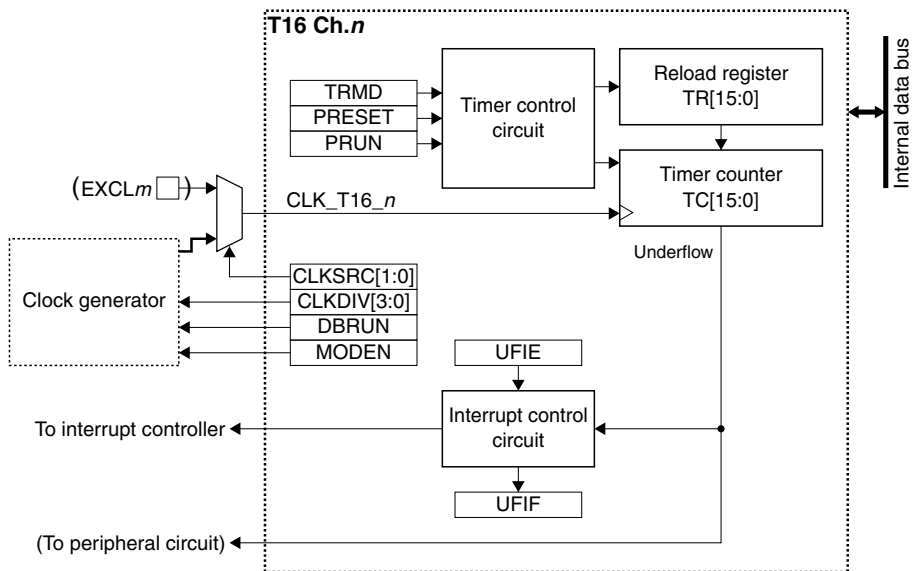 T16 Ch.n
TRMD
PRESET
PRUN
Timer control
circuit
Reload register
TR[15:0]
Timer counter
TC[15:0]
Internal data bus
(EXCLm )
CLK_T16_n
Underflow
Clock generator
CLKSRC[1:0]
CLKDIV[3:0]
DBRUN
MODEN
UFIE
Interrupt control
circuit
UFIF
To interrupt controller
(To peripheral circuit)